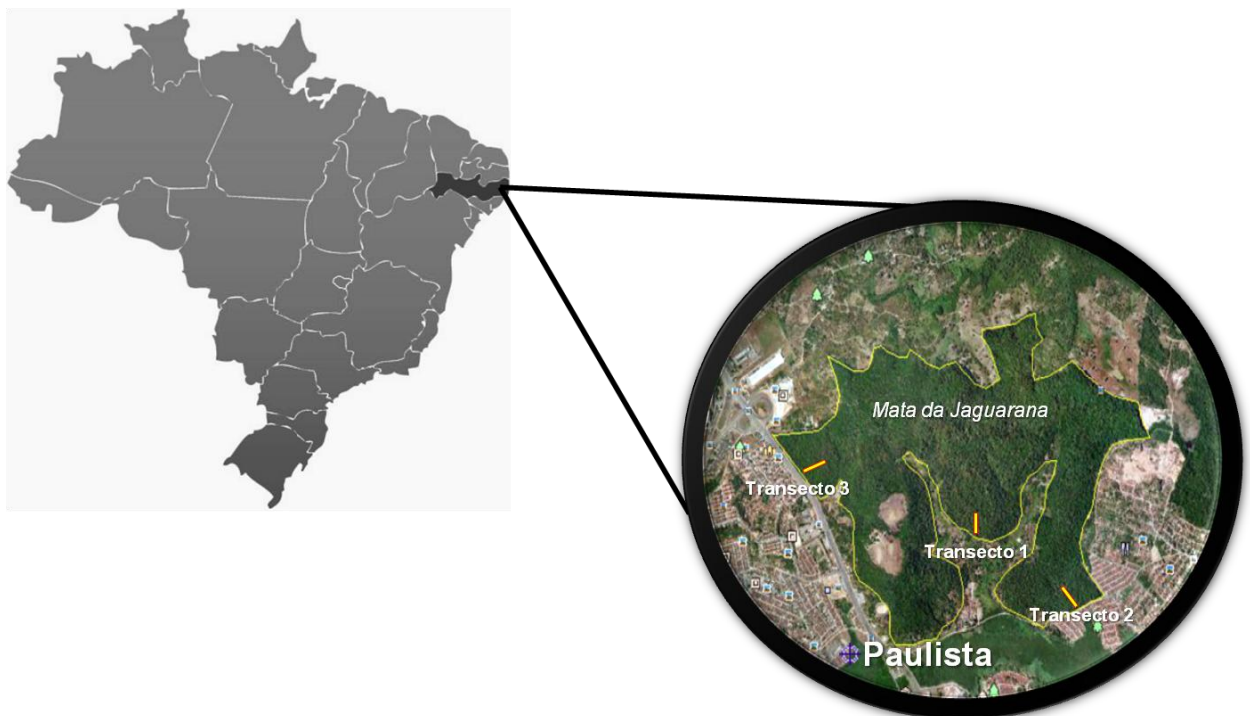 Mata da Jaguarana
Transecto 3
Transecto 1
Transecto 2
Paulista